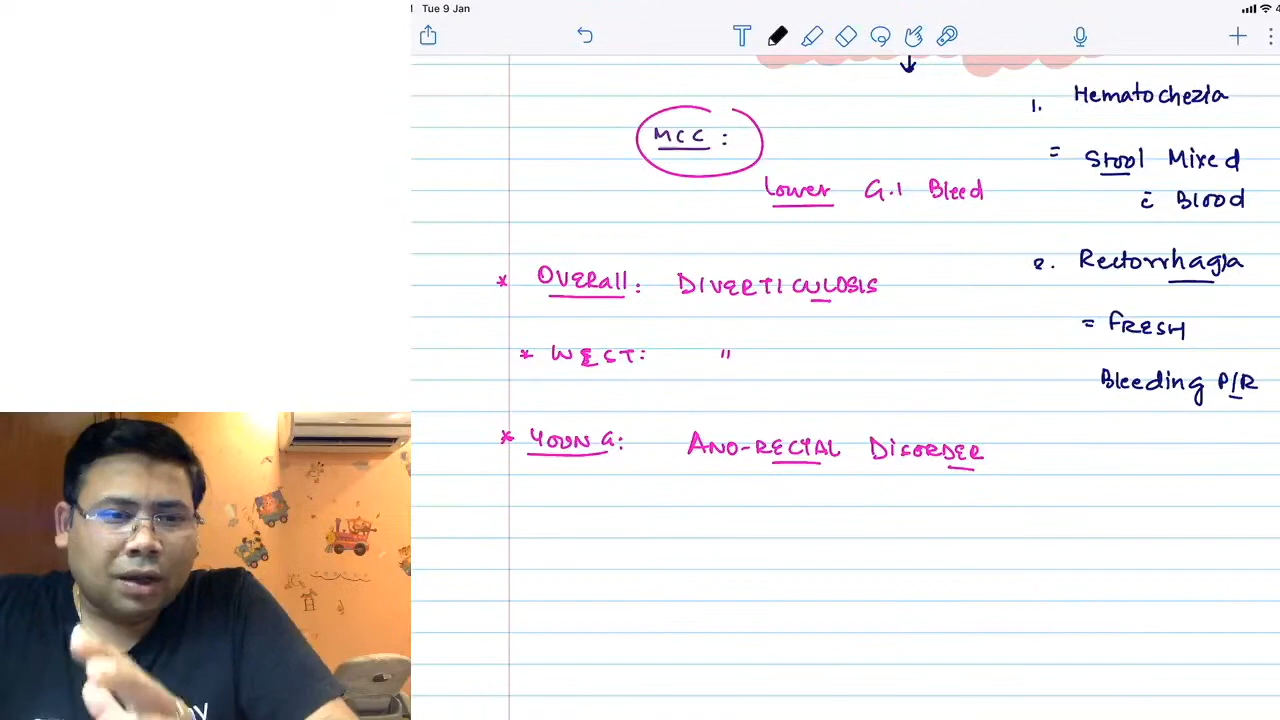 Tue 9 Jan
MCC :
Lower G.I Bleed
* OVERAll : DIVERTICULOSIS
* WEST: "
* YOUNG: ANO-RECTAL DISORDER
1. Hematochezia
= Stool Mixed
c̄ Blood
2. Rectorrhagia
= FRESH
Bleeding P/R